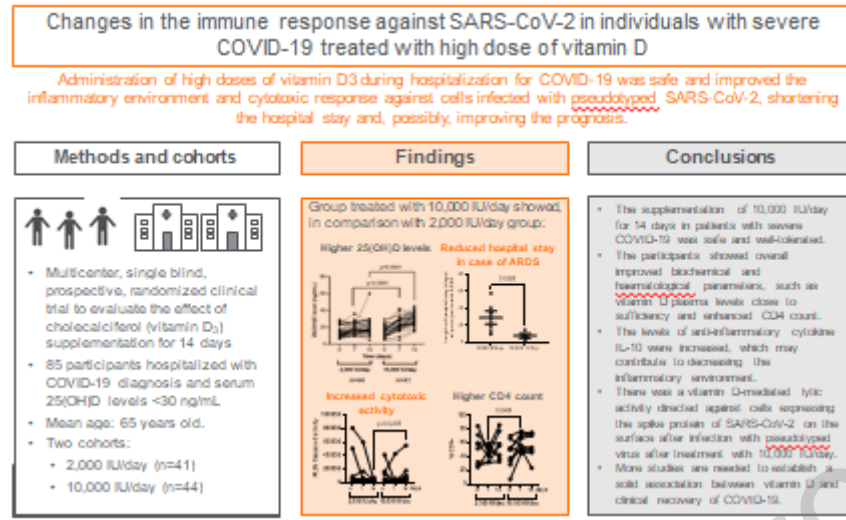 Changes in the immune response against SARS-CoV-2 in individuals with severe
COVID-19 treated with high dose of vitamin D
Administration of high doses of vitamin D3 during hospitalization for COVID-19 was safe and improved the
inflammatory environment and cytotoxic response against cells infected with pseudotyped SARS-CoV-2, shortening
the hospital stay and, possibly, improving the prognosis.
Methods and cohorts
• Multicenter, single blind,
prospective, randomized clinical
trial to evaluate the effect of
cholecalciferol (vitamin D₃)
supplementation for 14 days
• 85 participants hospitalized with
COVID-19 diagnosis and serum
25(OH)D levels <30 ng/mL
• Mean age: 65 years old.
• Two cohorts:
• 2,000 IU/day (n=41)
• 10,000 IU/day (n=44)
Findings
Group treated with 10,000 IU/day showed,
in comparison with 2,000 IU/day group:
Higher 25(OH)D levels
Time (days)
2,000 IU/day
10,000 IU/day
Reduced hospital stay
in case of ARDS
Increased cytotoxic
activity
Higher CD4 count
Conclusions
• The supplementation of 10,000 IU/day
for 14 days in patients with severe
COVID-19 was safe and well-tolerated.
• The participants showed overall
improved biochemical and
haematological parameters, such as
vitamin D plasma levels close to
sufficiency and enhanced CD4 count.
• The levels of anti-inflammatory cytokine
IL-10 were increased, which may
contribute to decreasing the
inflammatory environment.
• There was a vitamin D-mediated lytic
activity directed against cells expressing
the spike protein of SARS-CoV-2 on the
surface after infection with pseudotyped
virus after treatment with 10,000 IU/day.
• More studies are needed to establish a
solid association between vitamin D and
clinical recovery of COVID-19.